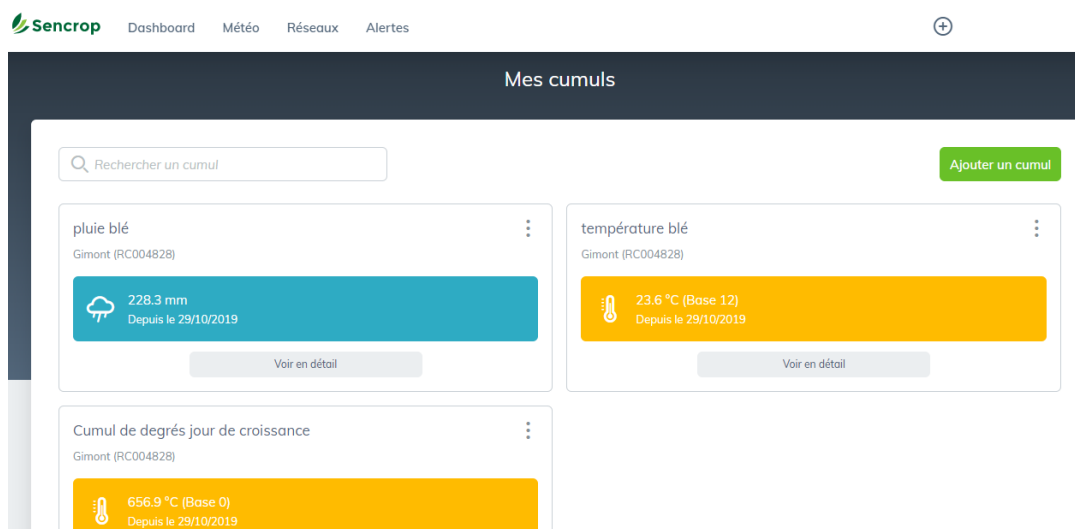 Sencrop Dashboard Météo Réseaux Alertes
Mes cumuls
Rechercher un cumul
Ajouter un cumul
pluie blé
Gimont (RC004828)
228.3 mm
Depuis le 29/10/2019
Voir en détail
température blé
Gimont (RC004828)
23.6 °C (Base 12)
Depuis le 29/10/2019
Voir en détail
Cumul de degrés jour de croissance
Gimont (RC004828)
656.9 °C (Base 0)
Depuis le 29/10/2019